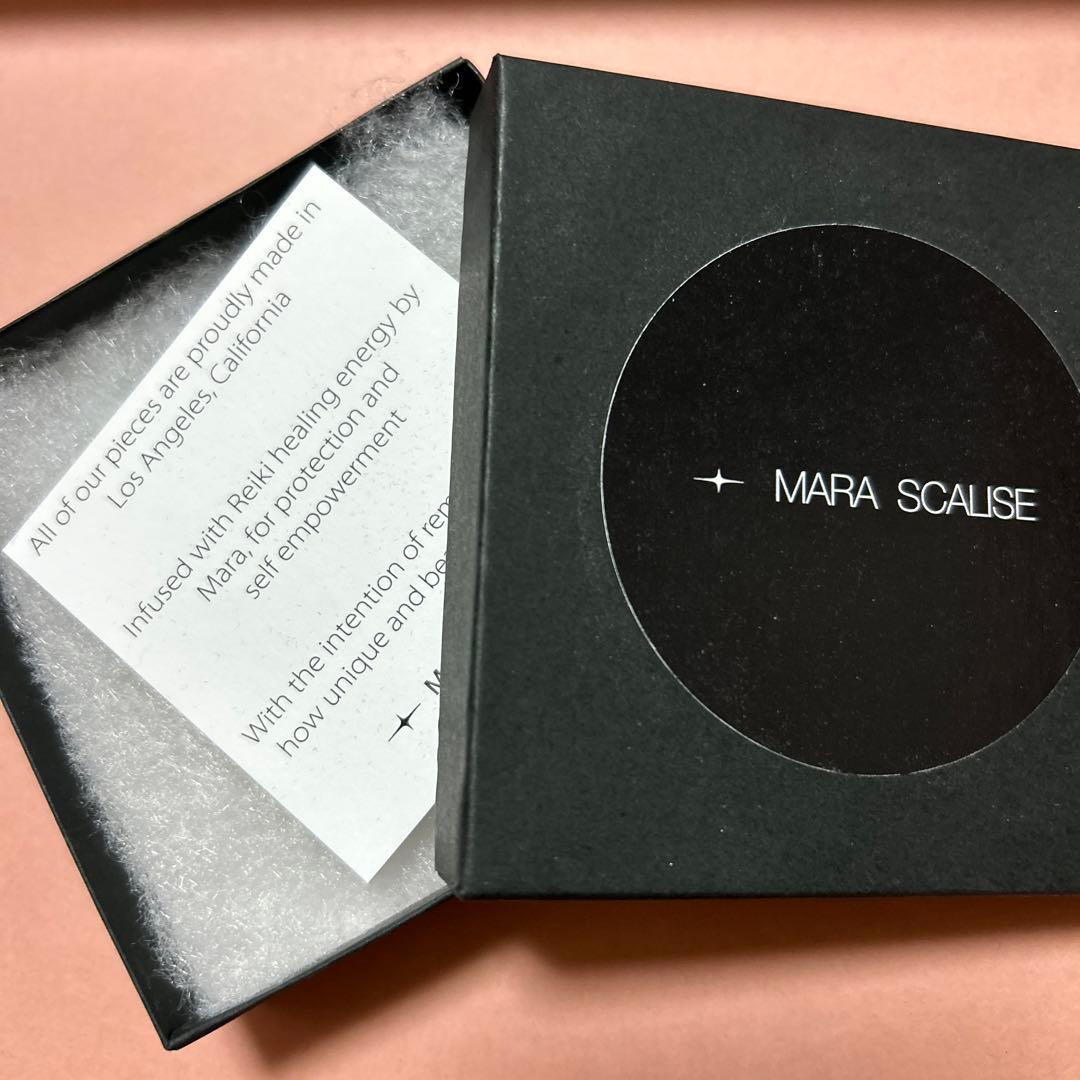 All of our pieces are proudly made in
Los Angeles, California
Infused with Reiki healing energy by
Mara, for protection and
self empowerment
With the intention of
how unique and
MARA SCALISE